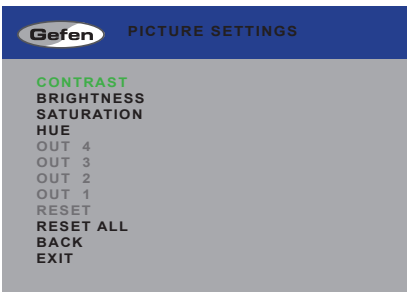 Gefen
PICTURE SETTINGS
CONTRAST
BRIGHTNESS
SATURATION
HUE
OUT 4
OUT 3
OUT 2
OUT 1
RESET
RESET ALL
BACK
EXIT